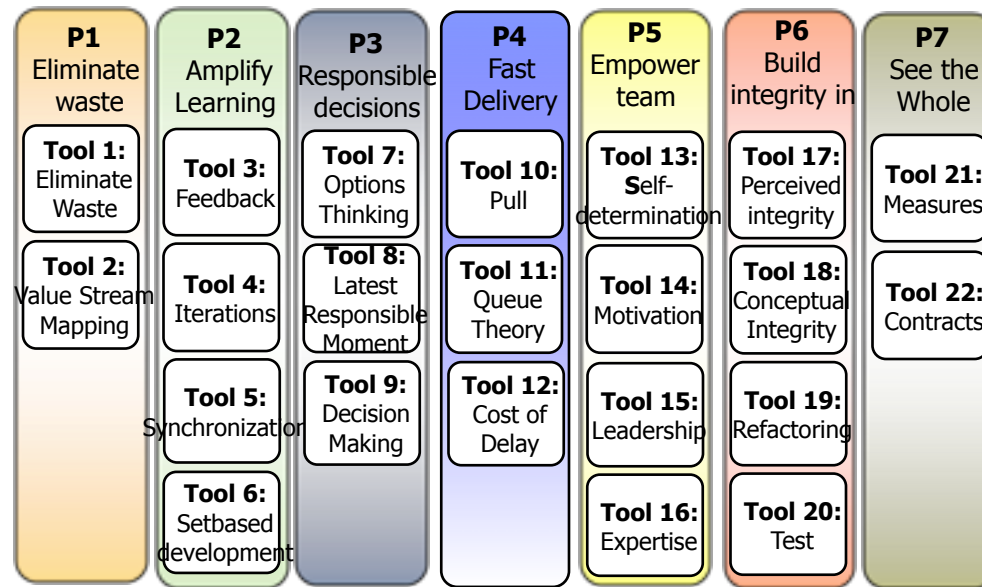 P1
Eliminate
waste
Tool 1:
Eliminate
Waste
Tool 2:
Value Stream
Mapping
P2
Amplify
Learning
Tool 3:
Feedback
Tool 4:
Iterations
Tool 5:
Synchronization
Tool 6:
Setbased
development
P3
Responsible
decisions
Tool 7:
Options
Thinking
Tool 8:
Latest
Responsible
Moment
Tool 9:
Decision
Making
P4
Fast
Delivery
Tool 10:
Pull
Tool 11:
Queue
Theory
Tool 12:
Cost of
Delay
P5
Empower
team
Tool 13:
Self-
determination
Tool 14:
Motivation
Tool 15:
Leadership
Tool 16:
Expertise
P6
Build
integrity in
Tool 17:
Perceived
integrity
Tool 18:
Conceptual
Integrity
Tool 19:
Refactoring
Tool 20:
Test
P7
See the
Whole
Tool 21:
Measures
Tool 22:
Contracts